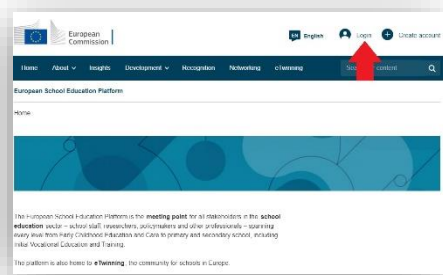 European
Commission
EN English
Login
Create account
Home About Insights Development Recognition Networking eTwinning
content
European School Education Platform
Home
The European School Education Platform is the meeting point for all stakeholders in the school
education sector – school staff, researchers, policymakers and other professionals – spanning
every level from Early Childhood Education and Care to primary and secondary school, including
Initial Vocational Education and Training.
The platform is also home to eTwinning, the community for schools in Europe.